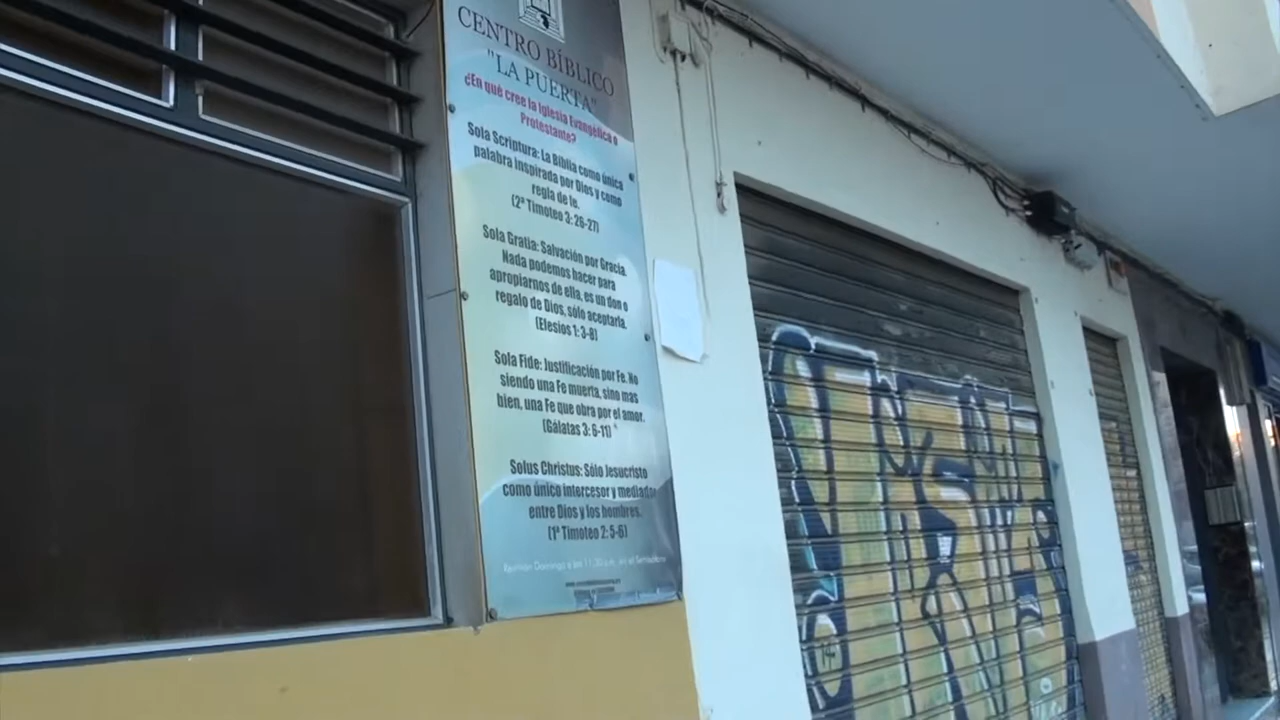 CENTRO BÍBLICO
"LA PUERTA"
¿En qué cree la Iglesia Evangélica o
Protestante?
Sola Scriptura: La Biblia como única
palabra inspirada por Dios y como
regla de fe.
(2ª Timoteo 3: 26-27)
Sola Gratia: Salvación por Gracia.
Nada podemos hacer para
apropiarnos de ella, es un don o
regalo de Dios, sólo aceptarla.
(Efesios 1: 3-8)
Sola Fide: Justificación por Fe. No
siendo una Fe muerta, sino mas
bien, una Fe que obra por el amor.
(Gálatas 3: 6-11)
Solus Christus: Sólo Jesucristo
como único intercesor y mediador
entre Dios y los hombres.
(1ª Timoteo 2: 5-6)
Domingo a las 11:30